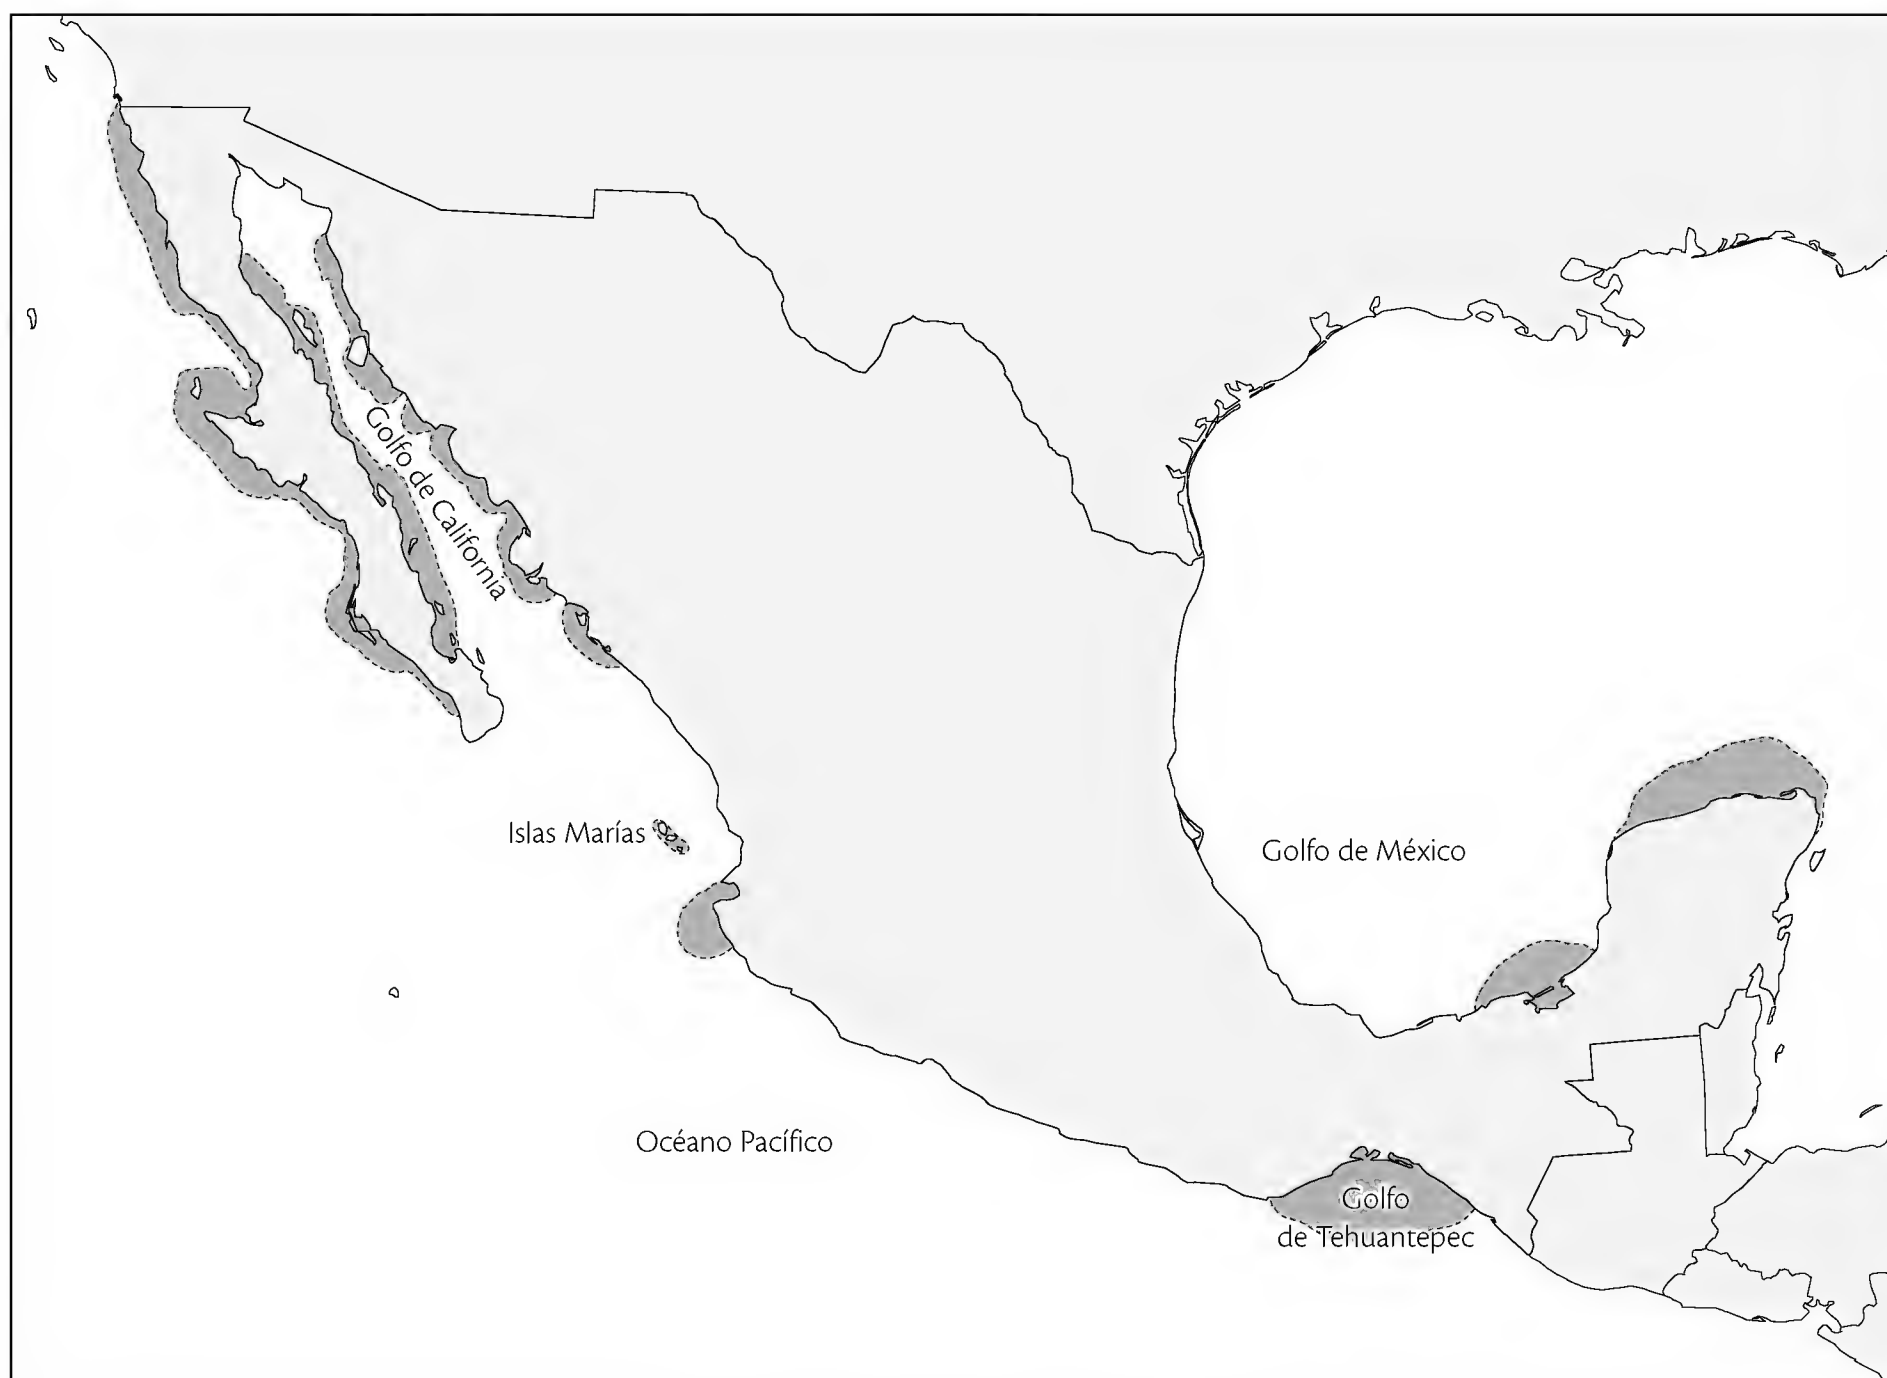 Golfo de California
Islas Marías
Golfo de México
Océano Pacífico
Golfo
de Tehuantepec